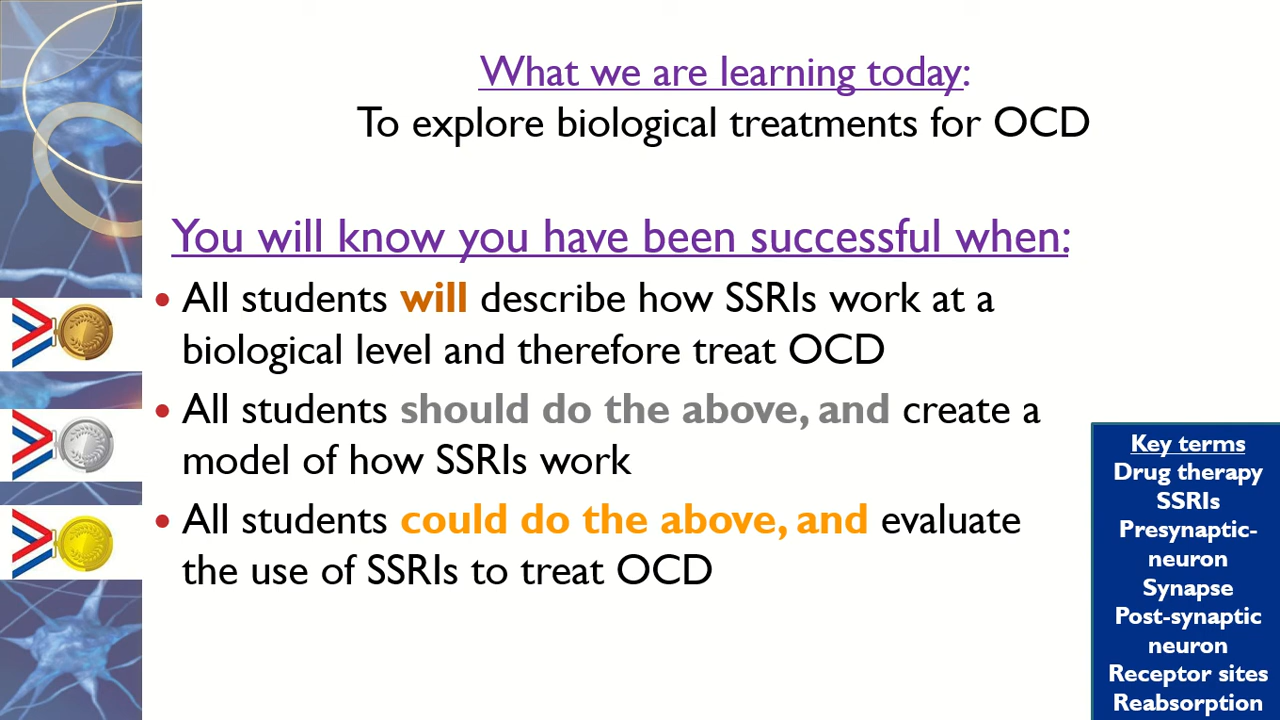 What we are learning today:
To explore biological treatments for OCD
You will know you have been successful when:
• All students will describe how SSRIs work at a
biological level and therefore treat OCD
• All students should do the above, and create a
model of how SSRIs work
• All students could do the above, and evaluate
the use of SSRIs to treat OCD
Key terms
Drug therapy
SSRIs
Presynaptic-
neuron
Synapse
Post-synaptic
neuron
Receptor sites
Reabsorption